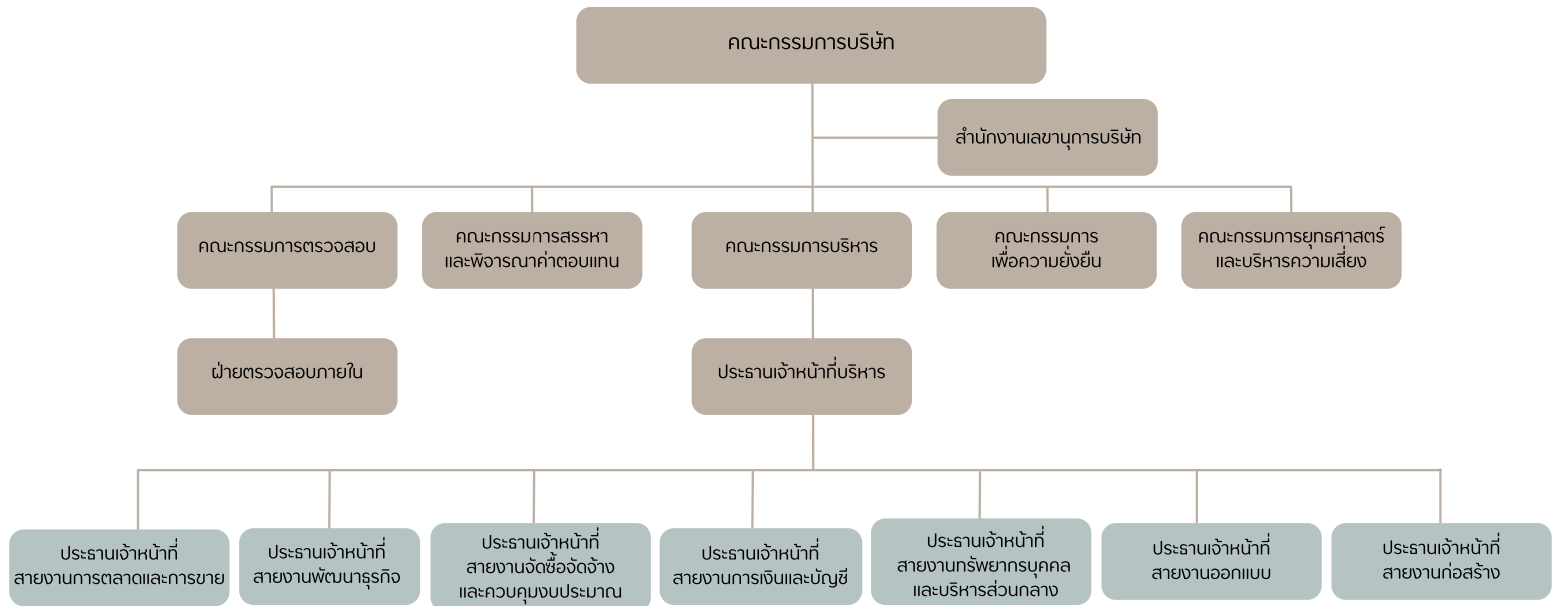 คณะกรรมการบริษัท
สำนักงานเลขานุการบริษัท
คณะกรรมการตรวจสอบ
คณะกรรมการสรรหา
และพิจารณาค่าตอบแทน
คณะกรรมการบริหาร
คณะกรรมการ
เพื่อความยั่งยืน
คณะกรรมการยุทธศาสตร์
และบริหารความเสี่ยง
ฝ่ายตรวจสอบภายใน
ประธานเจ้าหน้าที่บริหาร
ประธานเจ้าหน้าที่
สายงานการตลาดและการขาย
ประธานเจ้าหน้าที่
สายงานพัฒนาธุรกิจ
ประธานเจ้าหน้าที่
สายงานจัดซื้อจัดจ้าง
และควบคุมงบประมาณ
ประธานเจ้าหน้าที่
สายงานการเงินและบัญชี
ประธานเจ้าหน้าที่
สายงานทรัพยากรบุคคล
และบริหารส่วนกลาง
ประธานเจ้าหน้าที่
สายงานออกแบบ
ประธานเจ้าหน้าที่
สายงานก่อสร้าง